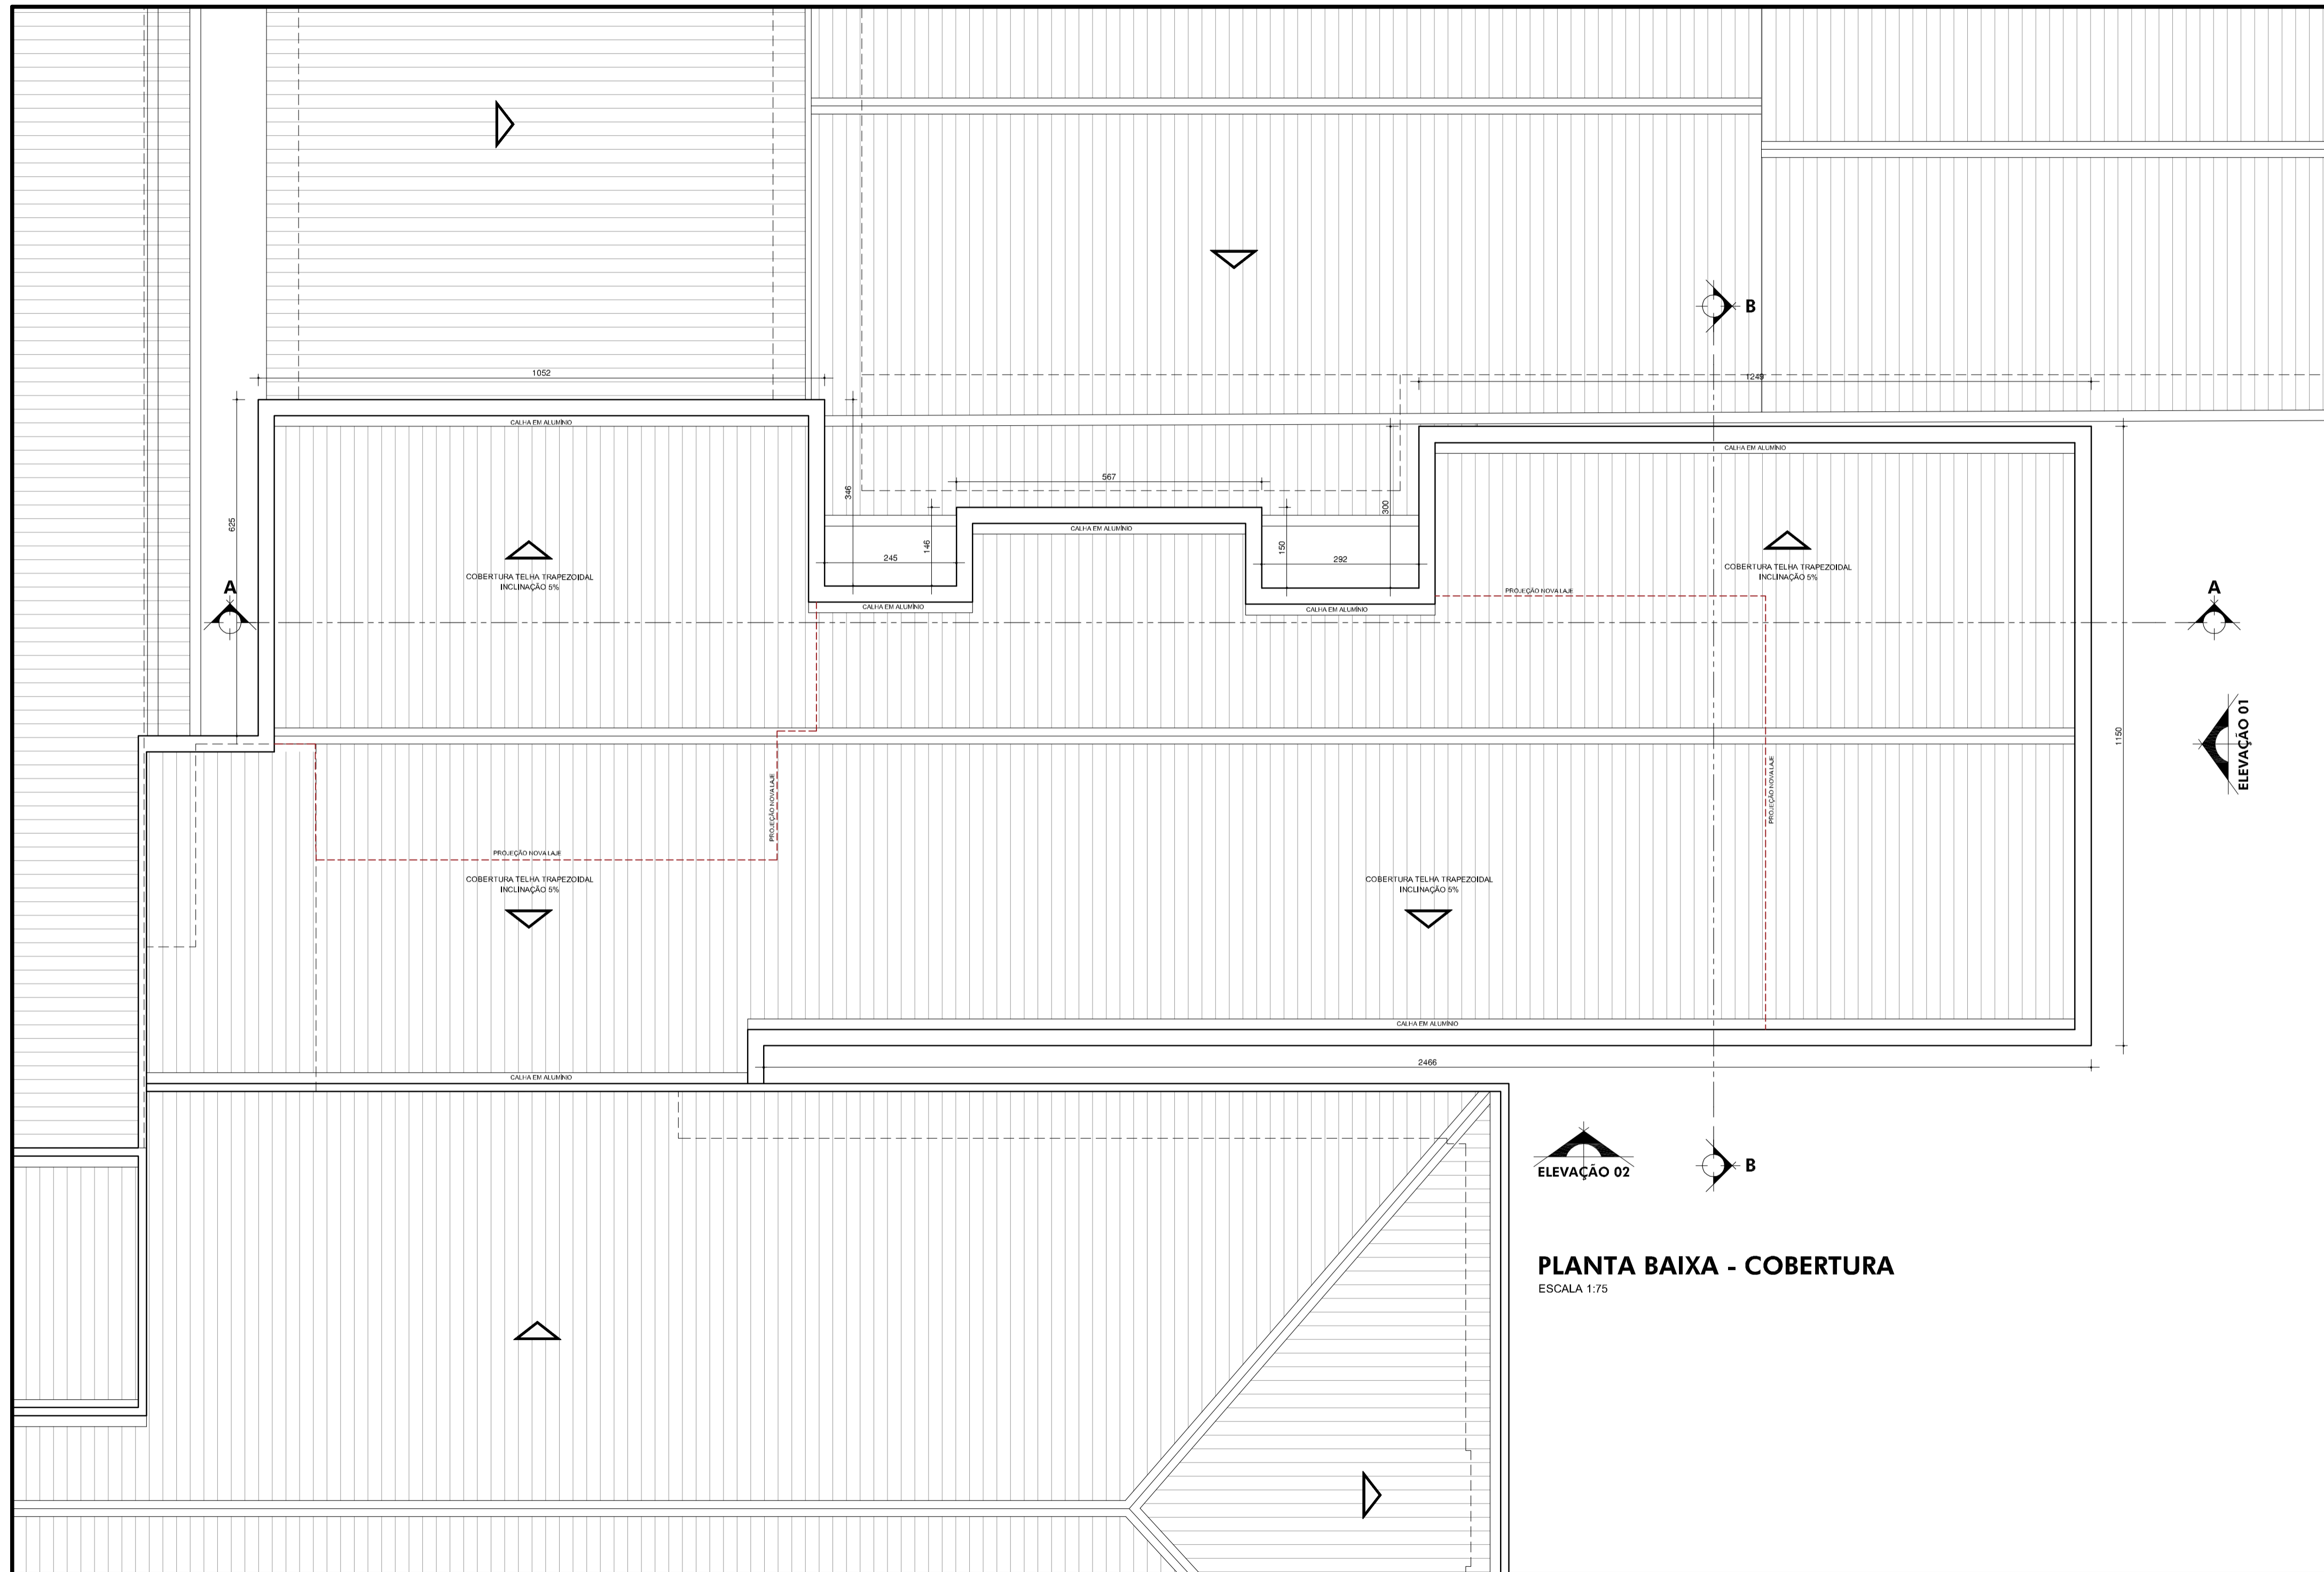 B
1052
1249
CALHA EM ALUMÍNIO
CALHA EM ALUMÍNIO
567
346
300
625
CALHA EM ALUMÍNIO
146
150
245
292
COBERTURA TELHA TRAPEZOIDAL
INCLINAÇÃO 5%
COBERTURA TELHA TRAPEZOIDAL
INCLINAÇÃO 5%
A
A
PROJEÇÃO NOVA LAJE
CALHA EM ALUMÍNIO
CALHA EM ALUMÍNIO
1150
ELEVAÇÃO 01
PROJEÇÃO NOVA LAJE
PROJEÇÃO NOVA LAJE
PROJEÇÃO NOVA LAJE
COBERTURA TELHA TRAPEZOIDAL
INCLINAÇÃO 5%
COBERTURA TELHA TRAPEZOIDAL
INCLINAÇÃO 5%
CALHA EM ALUMÍNIO
2466
CALHA EM ALUMÍNIO
ELEVAÇÃO 02
B
PLANTA BAIXA - COBERTURA
ESCALA 1:75